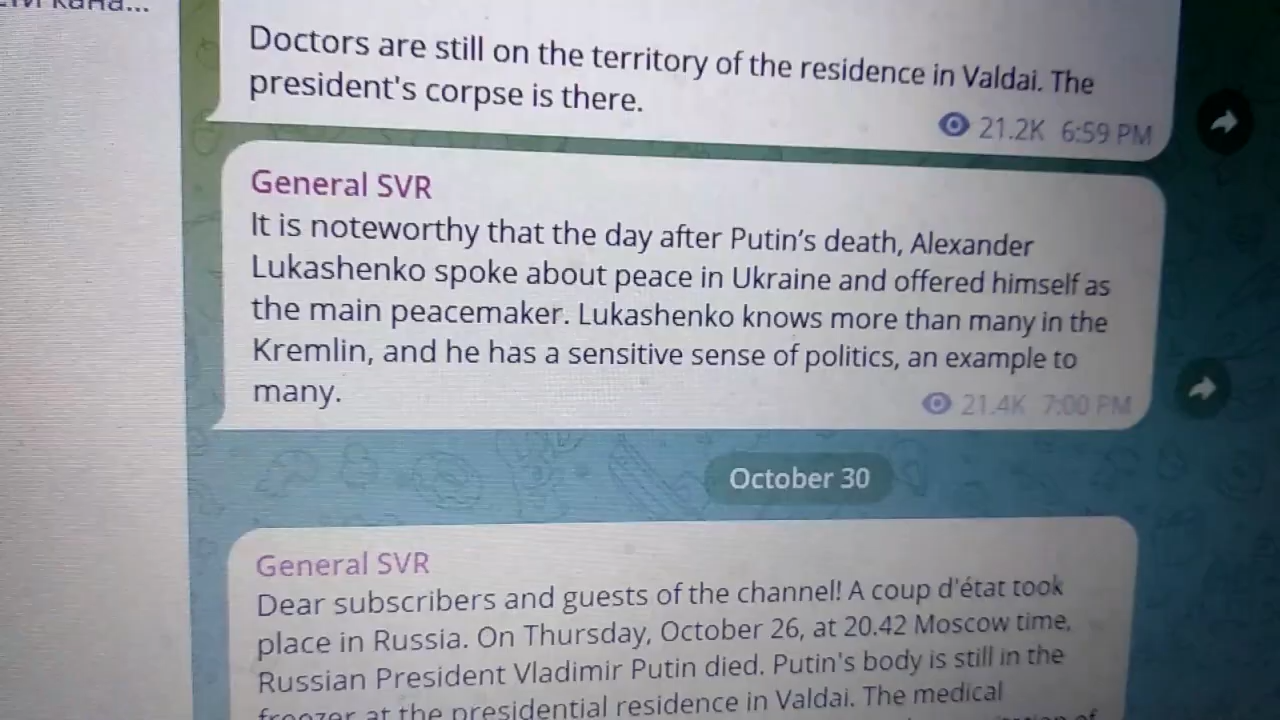 Doctors are still on the territory of the residence in Valdai. The
president's corpse is there.
21.2K 6:59 PM
General SVR
It is noteworthy that the day after Putin’s death, Alexander
Lukashenko spoke about peace in Ukraine and offered himself as
the main peacemaker. Lukashenko knows more than many in the
Kremlin, and he has a sensitive sense of politics, an example to
many.
21.4K 7:00 PM
October 30
General SVR
Dear subscribers and guests of the channel! A coup d'état took
place in Russia. On Thursday, October 26, at 20.42 Moscow time,
Russian President Vladimir Putin died. Putin's body is still in the
freezer at the presidential residence in Valdai. The medical